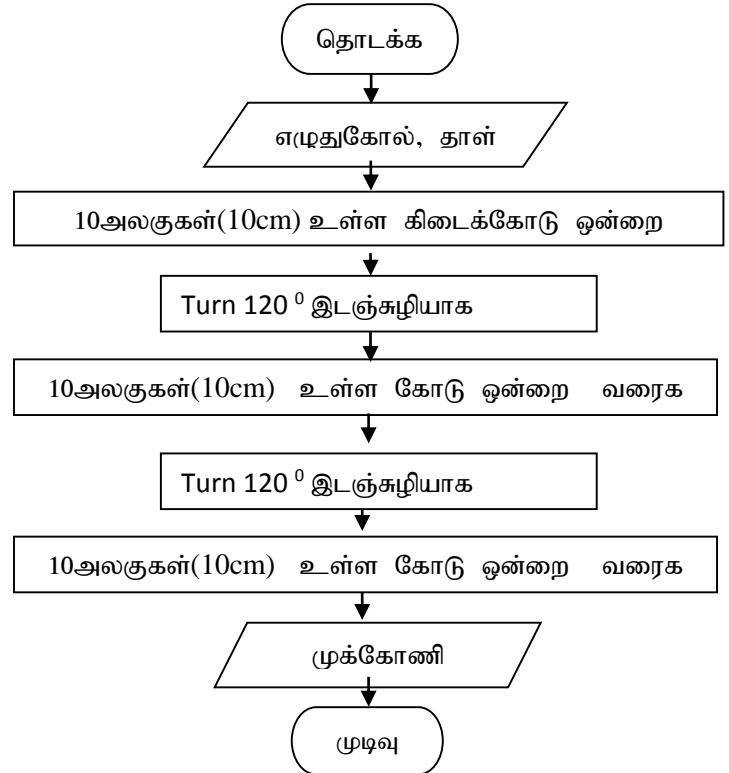 தொடக்க
எழுதுகோல், தாள்
10அலகுகள்(10cm) உள்ள கிடைக்கோடு ஒன்றை
Turn 120 ⁰ இடஞ்சுழியாக
10அலகுகள்(10cm) உள்ள கோடு ஒன்றை வரைக
Turn 120 ⁰ இடஞ்சுழியாக
10அலகுகள்(10cm) உள்ள கோடு ஒன்றை வரைக
முக்கோணி
முடிவு